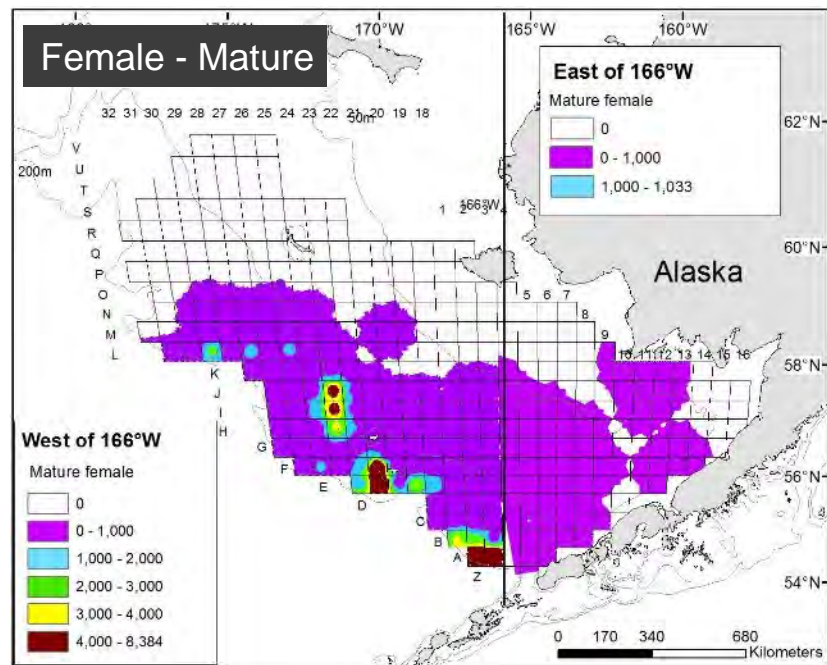 175°W 170°W 165°W 160°W
Female - Mature
East of 166°W
Mature female
0
0 - 1,000
1,000 - 1,033
32 31 30 29 28 27 26 25 24 23 22 21 20 19 18
50m
200m
V
U
T
S
R
Q
P
O
N
M
L
K
J
I
H
G
F
E
D
C
B
A
Z
166°W
1 2 3 4
5 6 7
8
9
10 11 12 13 14 15 16
Alaska
62°N
60°N
58°N
56°N
54°N
West of 166°W
Mature female
0
0 - 1,000
1,000 - 2,000
2,000 - 3,000
3,000 - 4,000
4,000 - 8,384
0 170 340 680
Kilometers